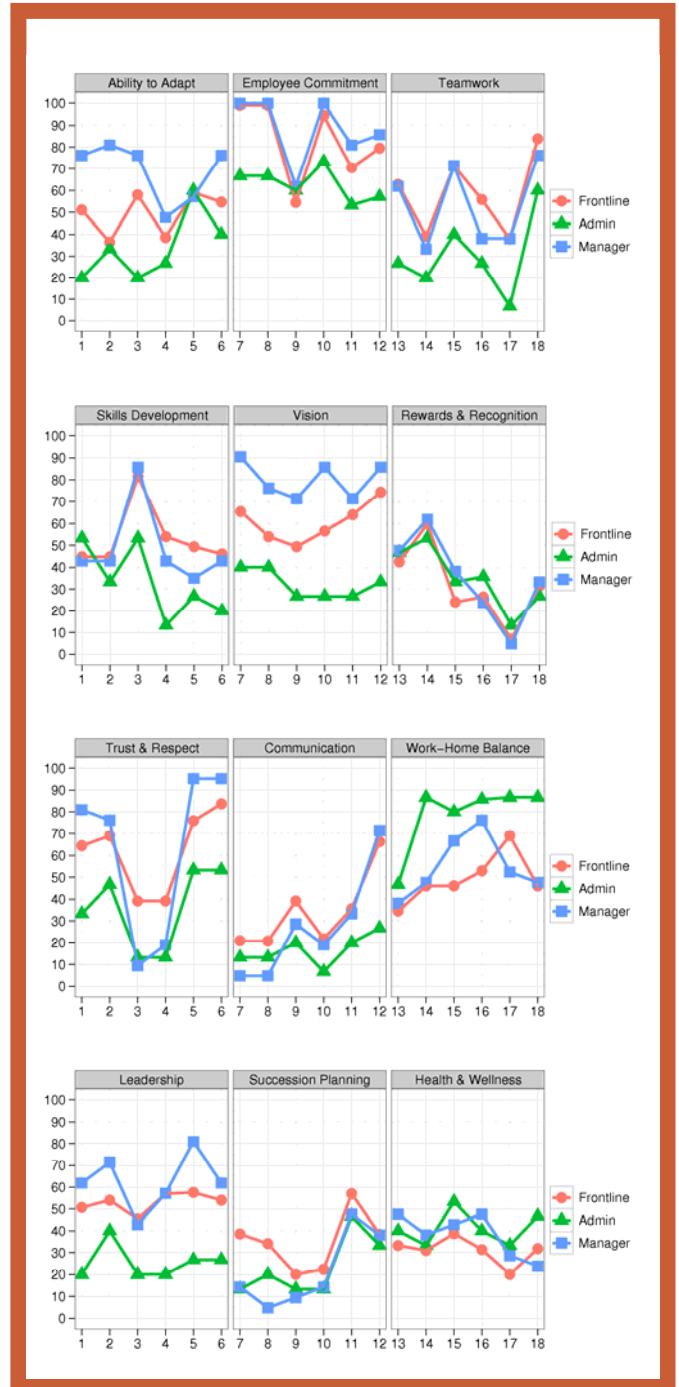 Ability to Adapt Employee Commitment Teamwork
100
90
80
70
60
50
40
30
20
10
0
Frontline
Admin
Manager
1 2 3 4 5 6 7 8 9 10 11 12 13 14 15 16 17 18
Skills Development Vision Rewards & Recognition
100
90
80
70
60
50
40
30
20
10
0
Frontline
Admin
Manager
1 2 3 4 5 6 7 8 9 10 11 12 13 14 15 16 17 18
Trust & Respect Communication Work–Home Balance
100
90
80
70
60
50
40
30
20
10
0
Frontline
Admin
Manager
1 2 3 4 5 6 7 8 9 10 11 12 13 14 15 16 17 18
Leadership Succession Planning Health & Wellness
100
90
80
70
60
50
40
30
20
10
0
Frontline
Admin
Manager
1 2 3 4 5 6 7 8 9 10 11 12 13 14 15 16 17 18